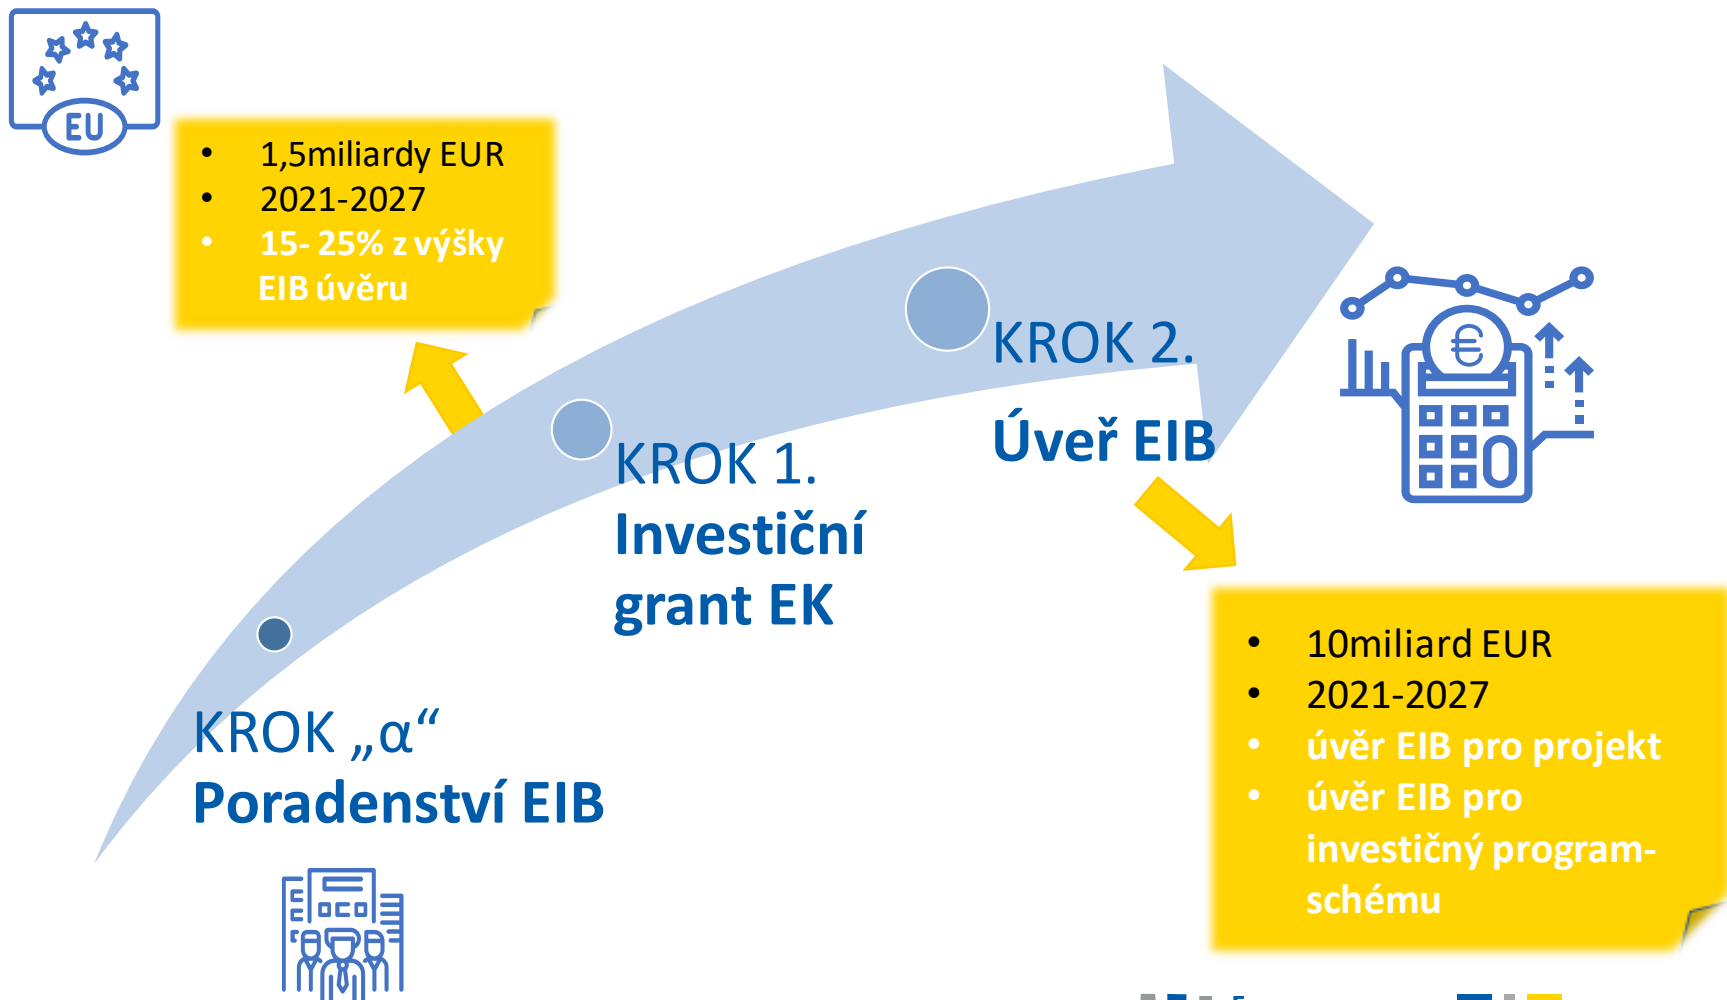 EU
• 1,5miliardy EUR
• 2021-2027
• 15- 25% z výšky
EIB úvěru
KROK 2.
Úveř EIB
€
KROK 1.
Investiční
grant EK
KROK „α“
Poradenství EIB
• 10miliard EUR
• 2021-2027
• úvěr EIB pro projekt
• úvěr EIB pro
investičný program-
schému